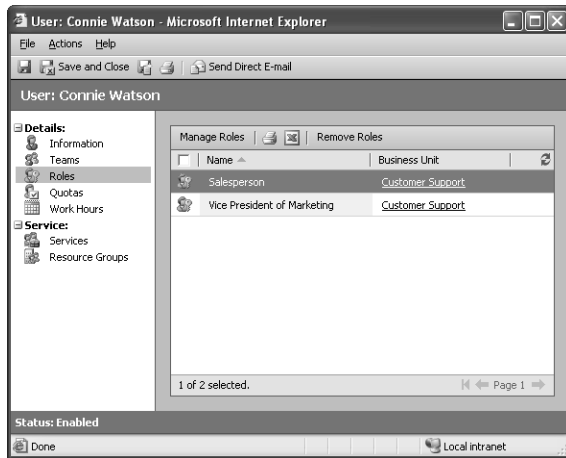 User: Connie Watson - Microsoft Internet Explorer
File Actions Help
Save and Close Send Direct E-mail
User: Connie Watson
Details:
Information
Teams
Roles
Quotas
Work Hours
Service:
Services
Resource Groups
Manage Roles Remove Roles
Name Business Unit
Salesperson Customer Support
Vice President of Marketing Customer Support
1 of 2 selected. Page 1
Status: Enabled
Done Local intranet